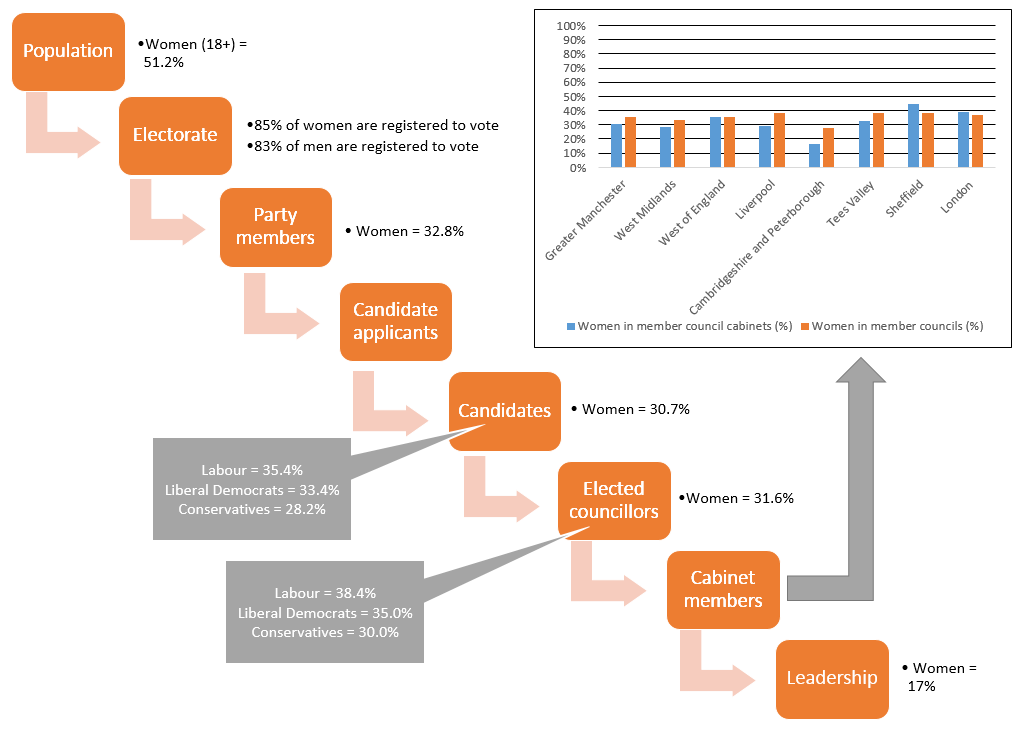 Population
•Women (18+) =
51.2%
Electorate
•85% of women are registered to vote
•83% of men are registered to vote
Party
members
• Women = 32.8%
Candidate
applicants
Candidates
• Women = 30.7%
Labour = 35.4%
Liberal Democrats = 33.4%
Conservatives = 28.2%
Elected
councillors
•Women = 31.6%
Labour = 38.4%
Liberal Democrats = 35.0%
Conservatives = 30.0%
Cabinet
members
Leadership
• Women =
17%
100%
90%
80%
70%
60%
50%
40%
30%
20%
10%
0%
Greater Manchester
West Midlands
West of England
Liverpool
Cambridgeshire and Peterborough
Tees Valley
Sheffield
London
Women in member council cabinets (%)
Women in member councils (%)